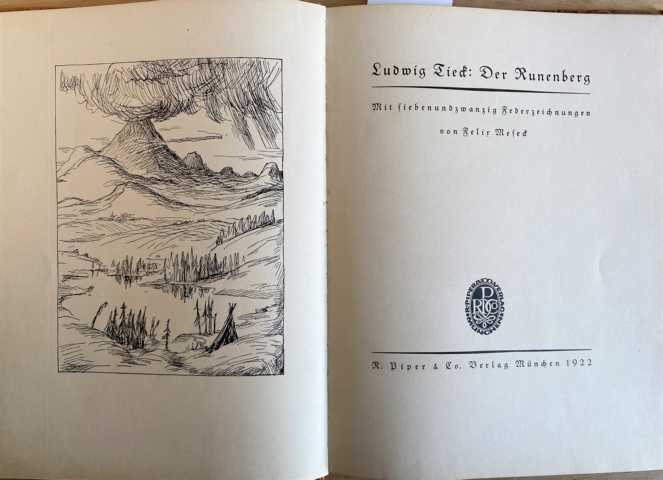 Ludwig Tieck: Der Runenberg
Mit siebenundzwanzig Federzeichnungen
von Felix Meseck
R. Piper & Co. Verlag München 1922